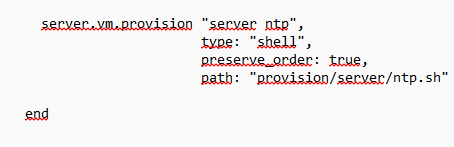 server.vm.provision "server ntp",
type: "shell",
preserve_order: true,
path: "provision/server/ntp.sh"
end